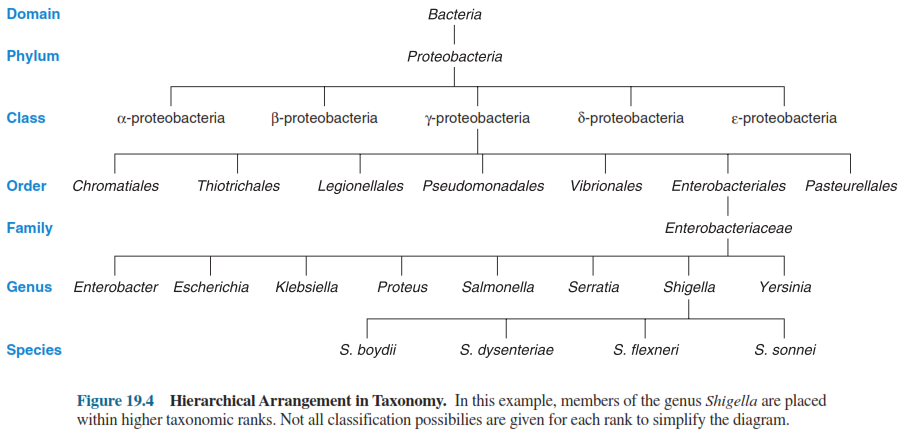 Domain Bacteria
Phylum Proteobacteria
Class α-proteobacteria β-proteobacteria γ-proteobacteria δ-proteobacteria ε-proteobacteria
Order Chromatiales Thiotrichales Legionellales Pseudomonadales Vibrionales Enterobacteriales Pasteurellales
Family Enterobacteriaceae
Genus Enterobacter Escherichia Klebsiella Proteus Salmonella Serratia Shigella Yersinia
Species S. boydii S. dysenteriae S. flexneri S. sonnei
Figure 19.4 Hierarchical Arrangement in Taxonomy. In this example, members of the genus Shigella are placed
within higher taxonomic ranks. Not all classification possibilies are given for each rank to simplify the diagram.